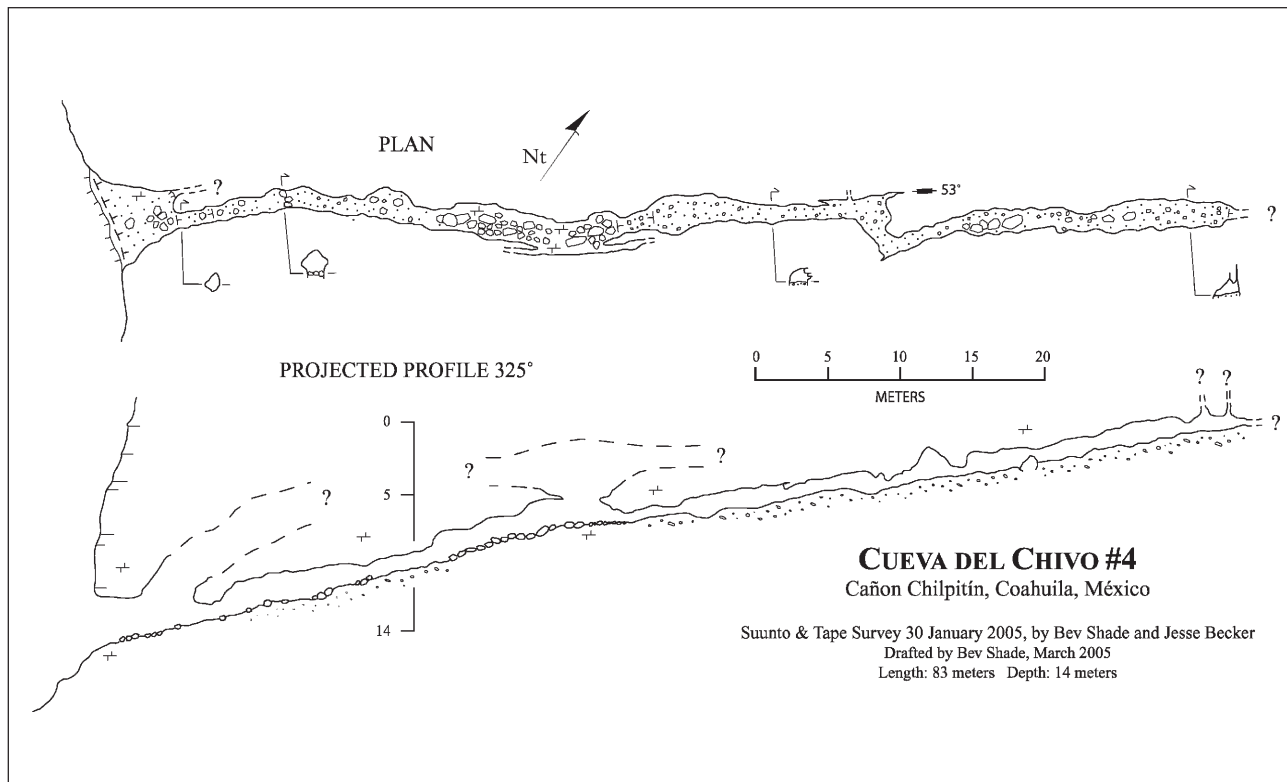 PLAN
Nt
?
53°
?
PROJECTED PROFILE 325°
0 5 10 15 20
METERS
? ?
?
0
?
?
?
5
14
CUEVA DEL CHIVO #4
Cañon Chilpitín, Coahuila, México
Suunto & Tape Survey 30 January 2005, by Bev Shade and Jesse Becker
Drafted by Bev Shade, March 2005
Length: 83 meters Depth: 14 meters